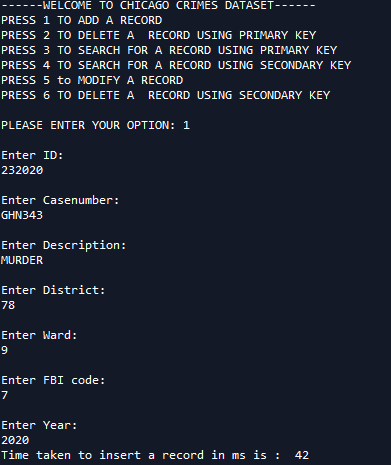 ------WELCOME TO CHICAGO CRIMES DATASET------
PRESS 1 TO ADD A RECORD
PRESS 2 TO DELETE A  RECORD USING PRIMARY KEY
PRESS 3 TO SEARCH FOR A RECORD USING PRIMARY KEY
PRESS 4 TO SEARCH FOR A RECORD USING SECONDARY KEY
PRESS 5 to MODIFY A RECORD
PRESS 6 TO DELETE A  RECORD USING SECONDARY KEY
PLEASE ENTER YOUR OPTION: 1
Enter ID:
232020
Enter Casenumber:
GHN343
Enter Description:
MURDER
Enter District:
78
Enter Ward:
9
Enter FBI code:
7
Enter Year:
2020
Time taken to insert a record in ms is :  42